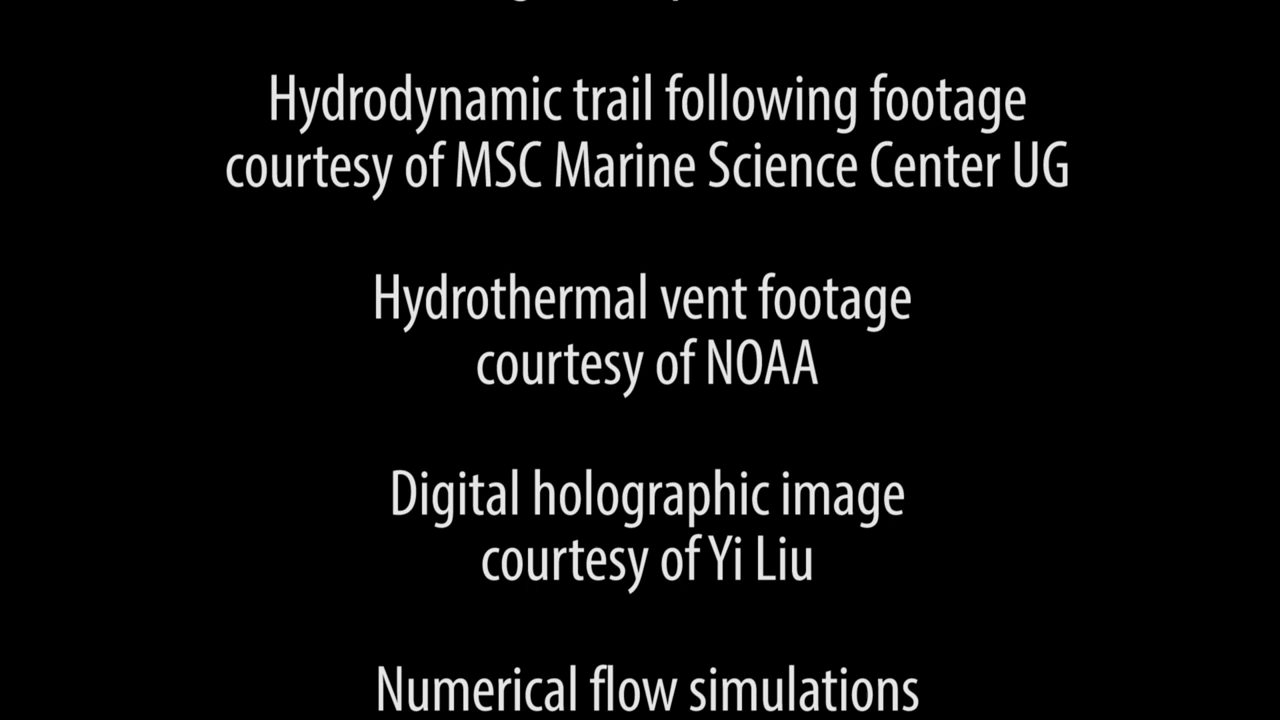 Hydrodynamic trail following footage
courtesy of MSC Marine Science Center UG
Hydrothermal vent footage
courtesy of NOAA
Digital holographic image
courtesy of Yi Liu
Numerical flow simulations